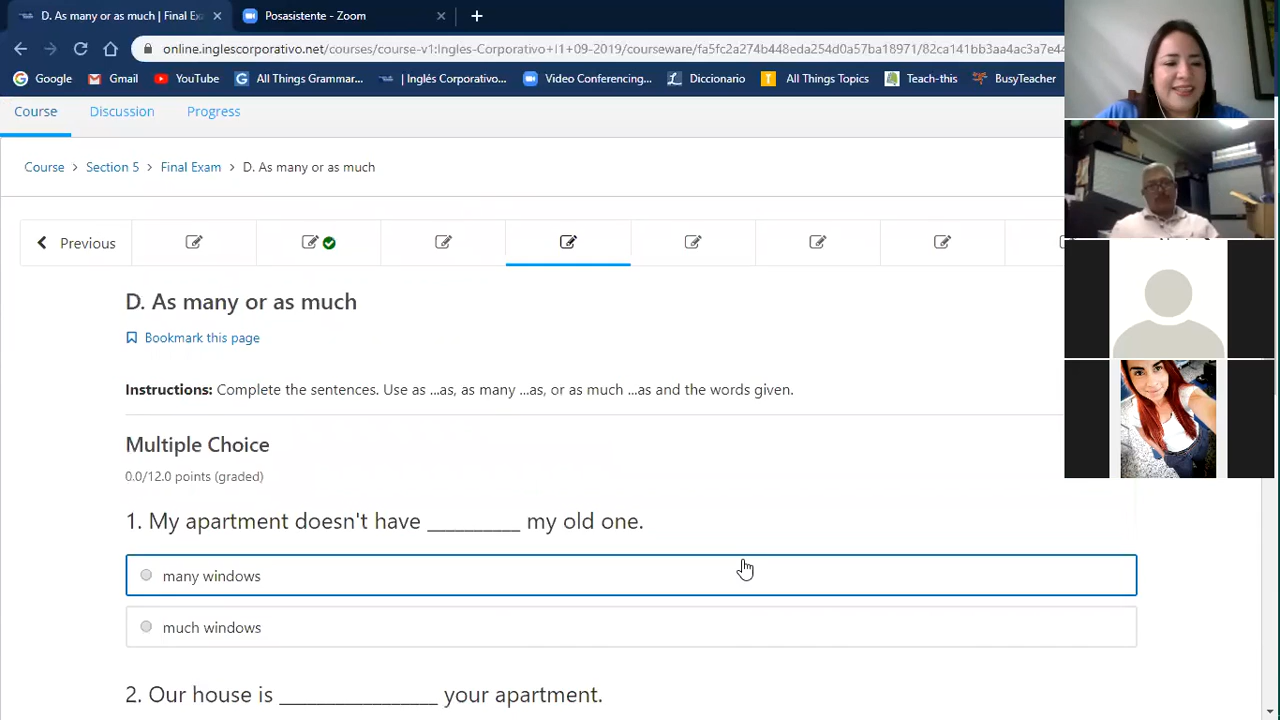 D. As many or as much | Final Ex
Posasistente - Zoom
online.inglescorporativo.net/courses/course-v1:Ingles-Corporativo+I1+09-2019/courseware/fa5fc2a274b448eda254d0e57ba18971/82ca141bb3aa4ac3a7e44
Google Gmail YouTube All Things Grammar... | Inglés Corporativo... Video Conferencing... Diccionario All Things Topics Teach-this BusyTeacher
Course Discussion Progress
Course > Section 5 > Final Exam > D. As many or as much
Previous
D. As many or as much
Bookmark this page
Instructions: Complete the sentences. Use as ...as, as many ...as, or as much ...as and the words given.
Multiple Choice
0.0/12.0 points (graded)
1. My apartment doesn't have __________ my old one.
many windows
much windows
2. Our house is _________________ your apartment.